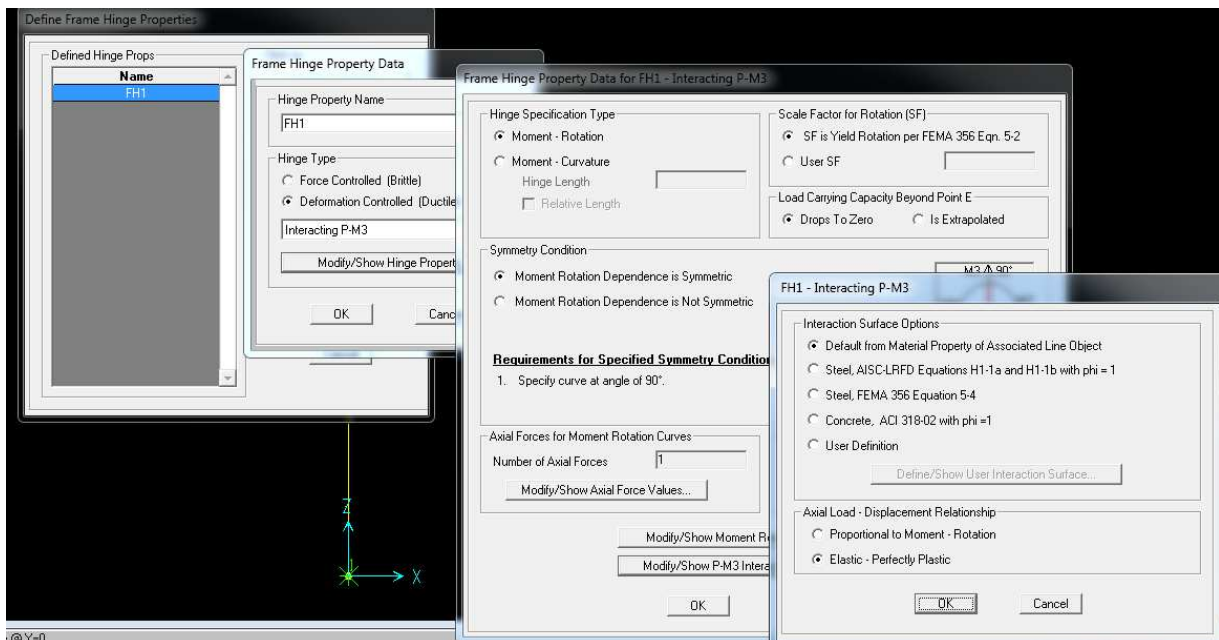 Define Frame Hinge Properties
Defined Hinge Props
Name
FH1
Frame Hinge Property Data
Hinge Property Name
FH1
Hinge Type
Force Controlled (Brittle)
Deformation Controlled (Ductile
Interacting P-M3
Modify/Show Hinge Propert
OK
Canc
Frame Hinge Property Data for FH1 - Interacting P-M3
Hinge Specification Type
Moment - Rotation
Moment - Curvature
Hinge Length
Relative Length
Scale Factor for Rotation (SF)
SF is Yield Rotation per FEMA 356 Eqn. 5-2
User SF
Load Carrying Capacity Beyond Point E
Drops To Zero
Is Extrapolated
Symmetry Condition
Moment Rotation Dependence is Symmetric
Moment Rotation Dependence is Not Symmetric
Requirements for Specified Symmetry Conditio
1. Specify curve at angle of 90°.
Axial Forces for Moment Rotation Curves
Number of Axial Forces
1
Modify/Show Axial Force Values...
Modify/Show Moment R
Modify/Show P-M3 Intera
OK
FH1 - Interacting P-M3
Interaction Surface Options
Default from Material Property of Associated Line Object
Steel, AISC-LRFD Equations H1-1a and H1-1b with phi = 1
Steel, FEMA 356 Equation 5-4
Concrete, ACI 318-02 with phi =1
User Definition
Define/Show User Interaction Surface...
Axial Load - Displacement Relationship
Proportional to Moment - Rotation
Elastic - Perfectly Plastic
OK
Cancel
Z
X
@ Y=0